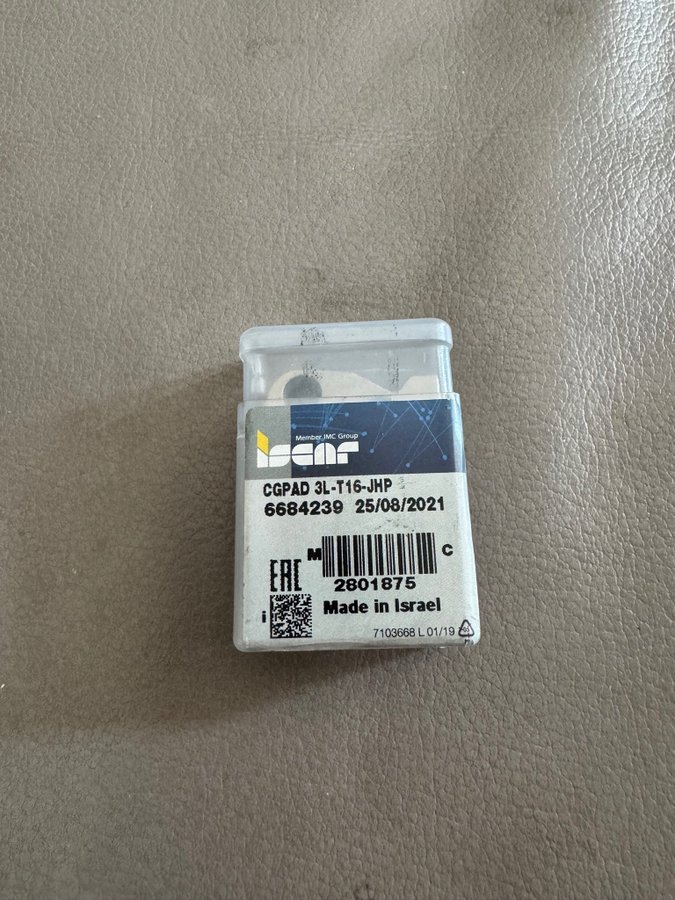 Member IMC Group
iscar
CGPAD 3L-T16-JHP
6684239 25/08/2021
M C
2801875
EAC
i
Made in Israel
7103668 L 01/19